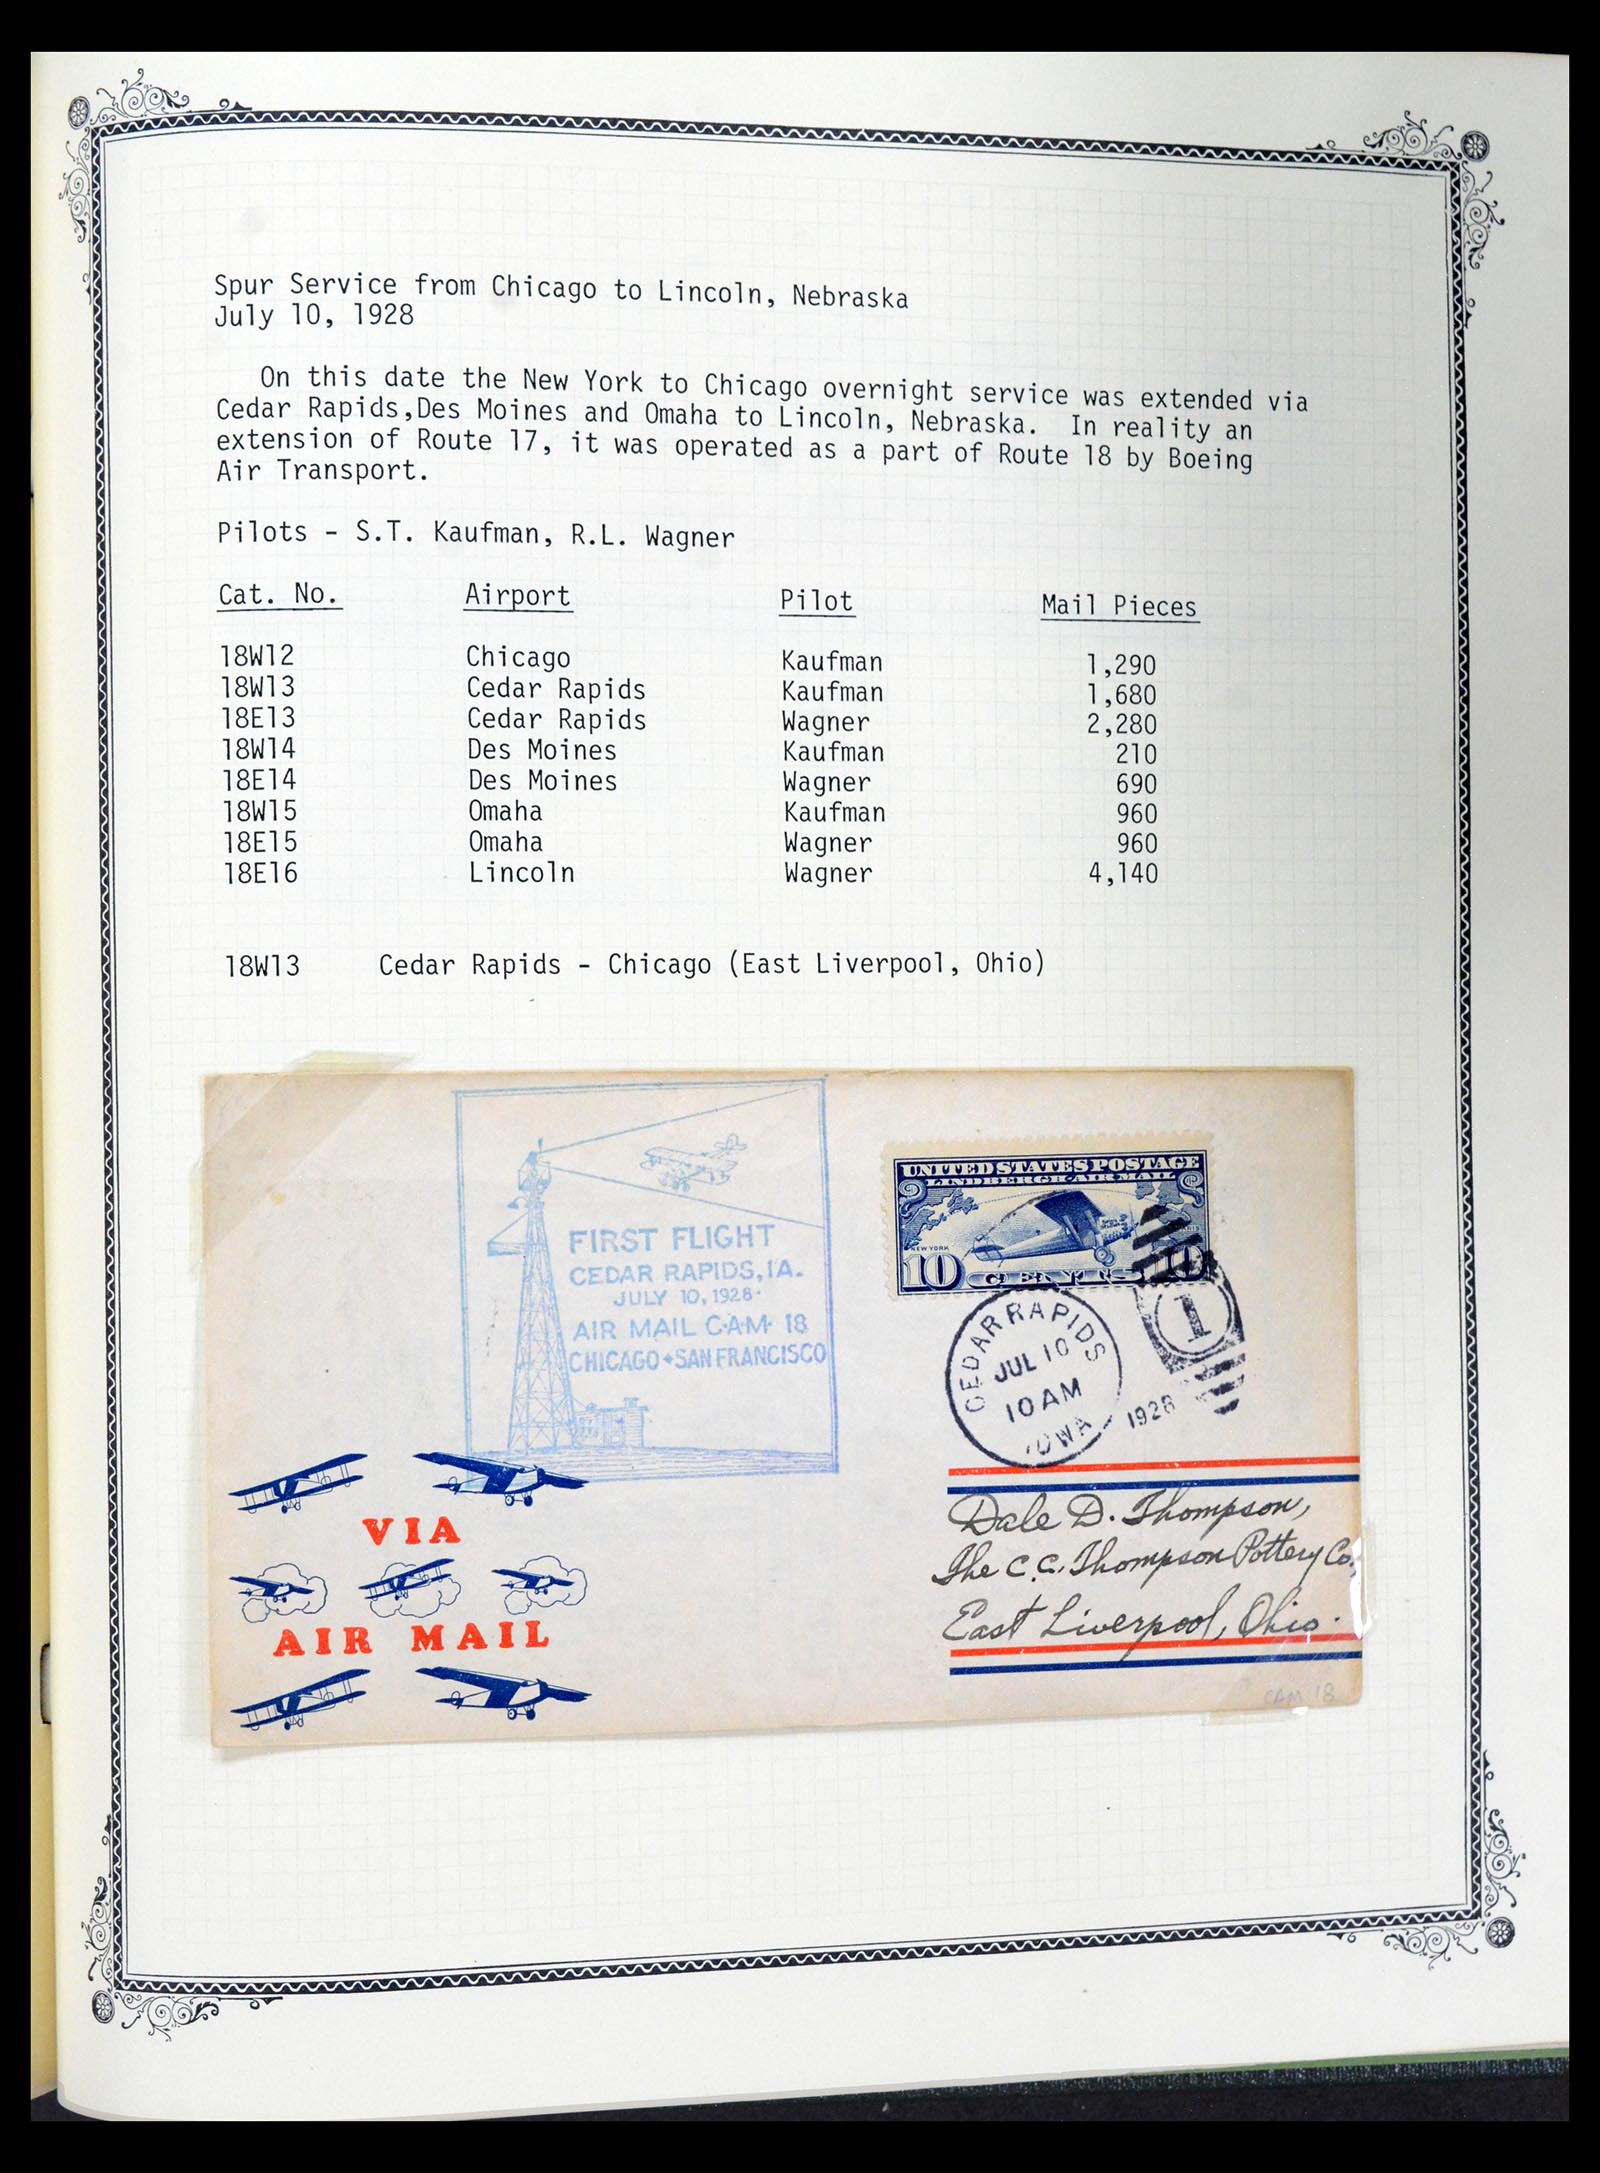 Spur Service from Chicago to Lincoln, Nebraska
July 10, 1928
On this date the New York to Chicago overnight service was extended via
Cedar Rapids,Des Moines and Omaha to Lincoln, Nebraska. In reality an
extension of Route 17, it was operated as a part of Route 18 by Boeing
Air Transport.
Pilots - S.T. Kaufman, R.L. Wagner
Cat. No. Airport Pilot Mail Pieces
18W12 Chicago Kaufman 1,290
18W13 Cedar Rapids Kaufman 1,680
18E13 Cedar Rapids Wagner 2,280
18W14 Des Moines Kaufman 210
18E14 Des Moines Wagner 690
18W15 Omaha Kaufman 960
18E15 Omaha Wagner 960
18E16 Lincoln Wagner 4,140
18W13 Cedar Rapids - Chicago (East Liverpool, Ohio)
FIRST FLIGHT
CEDAR RAPIDS, IA.
JULY 10, 1928.
AIR MAIL C·A·M· 18
CHICAGO + SAN FRANCISCO
UNITED STATES POSTAGE
LINDBERGH AIR MAIL
NEW YORK
10 CENTS 10
CEDAR RAPIDS
JUL 10
10 AM
1928
IOWA
1
VIA
AIR MAIL
Dale D. Thompson,
The C.C. Thompson Pottery Co.,
East Liverpool, Ohio.
CAM 18